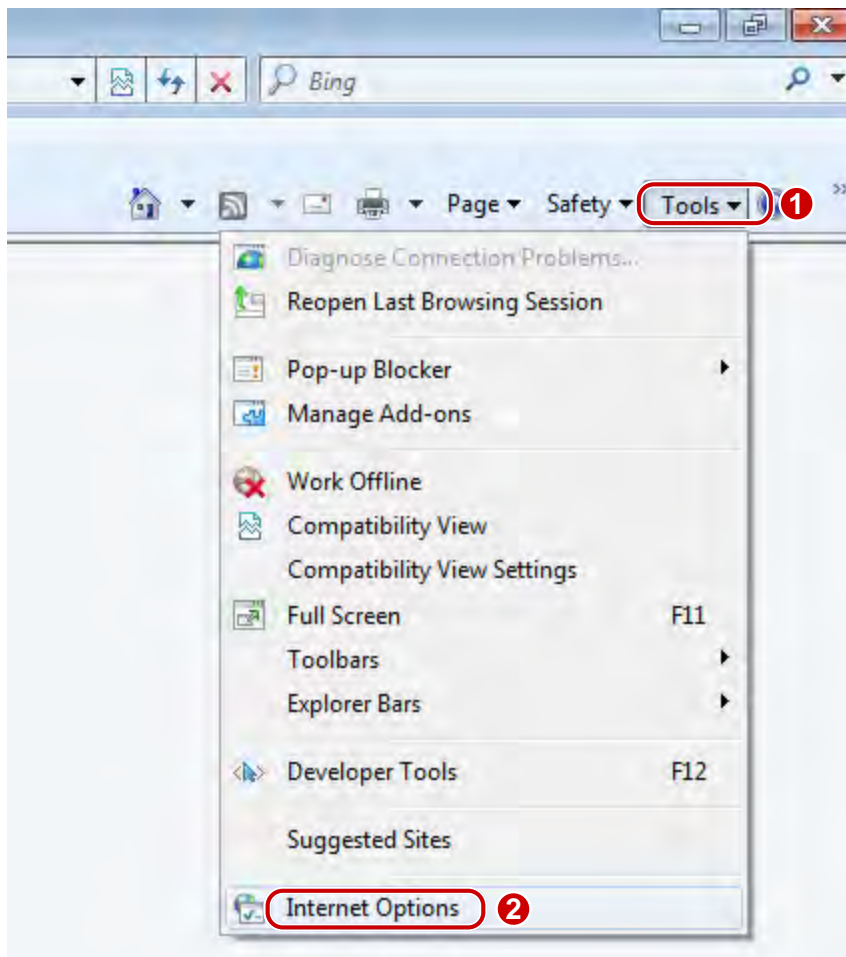 Bing
Page Safety Tools 1
Diagnose Connection Problems...
Reopen Last Browsing Session
Pop-up Blocker
Manage Add-ons
Work Offline
Compatibility View
Compatibility View Settings
Full Screen F11
Toolbars
Explorer Bars
Developer Tools F12
Suggested Sites
Internet Options 2